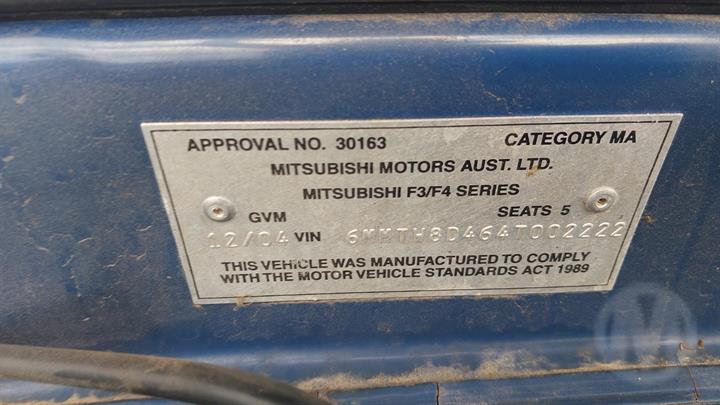 APPROVAL NO. 30163 CATEGORY MA
MITSUBISHI MOTORS AUST. LTD.
MITSUBISHI F3/F4 SERIES
GVM SEATS 5
12/04 VIN 6MMTH8D464T002222
THIS VEHICLE WAS MANUFACTURED TO COMPLY
WITH THE MOTOR VEHICLE STANDARDS ACT 1989